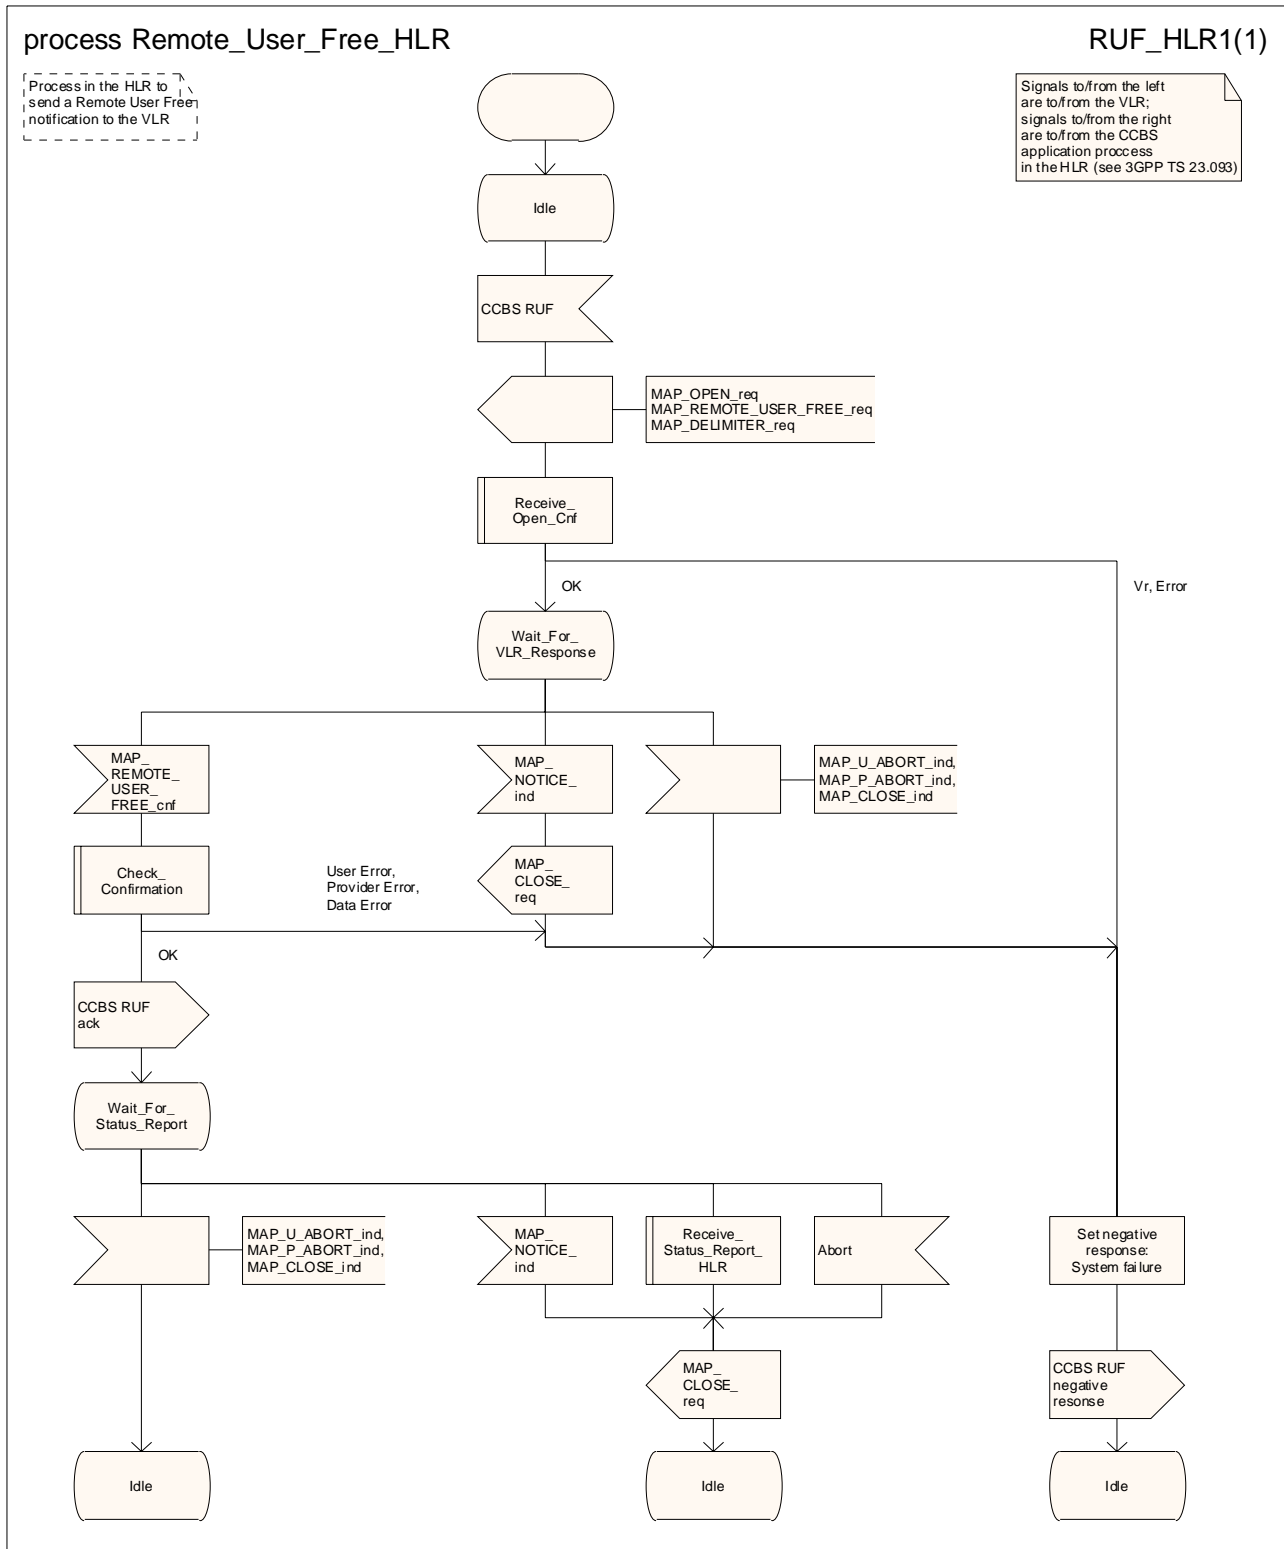 process Remote_User_Free_HLR
RUF_HLR1(1)
Process in the HLR to
send a Remote User Free
notification to the VLR
Signals to/from the left
are to/from the VLR;
signals to/from the right
are to/from the CCBS
application proccess
in the HLR (see 3GPP TS 23.093)
Idle
CCBS RUF
MAP_OPEN_req
MAP_REMOTE_USER_FREE_req
MAP_DELIMITER_req
Receive_
Open_Cnf
OK
Vr, Error
Wait_For_
VLR_Response
MAP_
REMOTE_
USER_
FREE_cnf
MAP_
NOTICE_
ind
MAP_U_ABORT_ind,
MAP_P_ABORT_ind,
MAP_CLOSE_ind
Check_
Confirmation
User Error,
Provider Error,
Data Error
MAP_
CLOSE_
req
OK
CCBS RUF
ack
Wait_For_
Status_Report
MAP_U_ABORT_ind,
MAP_P_ABORT_ind,
MAP_CLOSE_ind
MAP_
NOTICE_
ind
Receive_
Status_Report_
HLR
Abort
Set negative
response:
System failure
MAP_
CLOSE_
req
CCBS RUF
negative
resonse
Idle
Idle
Idle